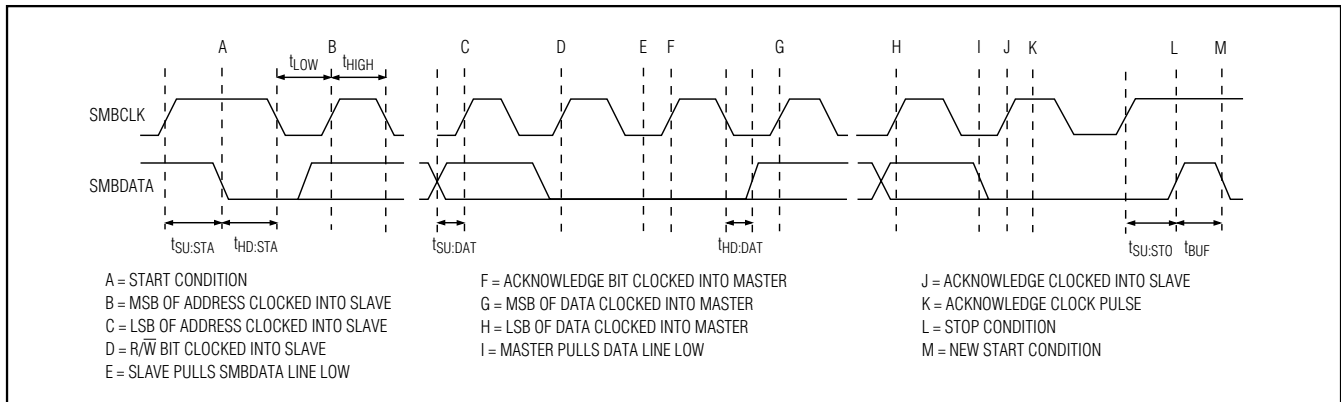 A B C D E F G H I J K L M
tLOW tHIGH
SMBCLK
SMBDATA
tSU:STA tHD:STA tSU:DAT tHD:DAT tSU:STO tBUF
A = START CONDITION
B = MSB OF ADDRESS CLOCKED INTO SLAVE
C = LSB OF ADDRESS CLOCKED INTO SLAVE
D = R/W̅ BIT CLOCKED INTO SLAVE
E = SLAVE PULLS SMBDATA LINE LOW
F = ACKNOWLEDGE BIT CLOCKED INTO MASTER
G = MSB OF DATA CLOCKED INTO MASTER
H = LSB OF DATA CLOCKED INTO MASTER
I = MASTER PULLS DATA LINE LOW
J = ACKNOWLEDGE CLOCKED INTO SLAVE
K = ACKNOWLEDGE CLOCK PULSE
L = STOP CONDITION
M = NEW START CONDITION